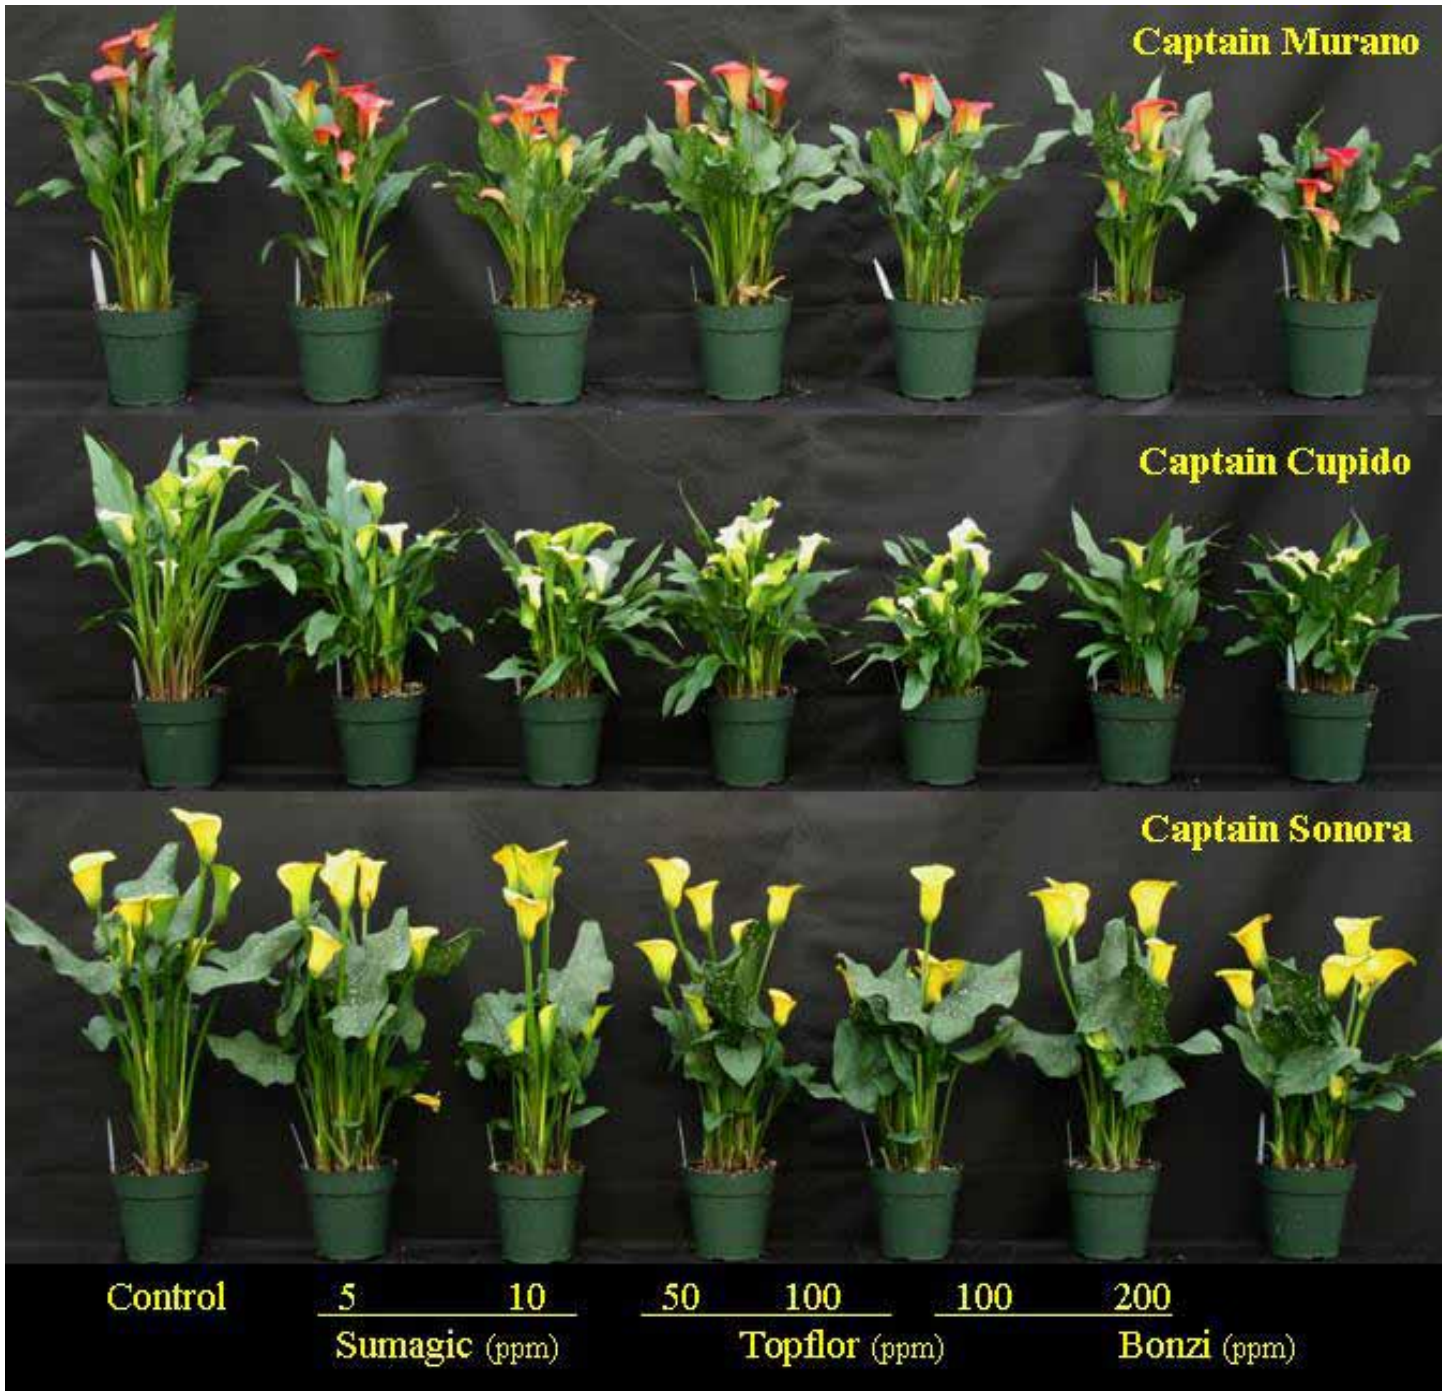 Captain Murano
Captain Cupido
Captain Sonora
Control 5 10 50 100 100 200
Sumagic (ppm) Topflor (ppm) Bonzi (ppm)